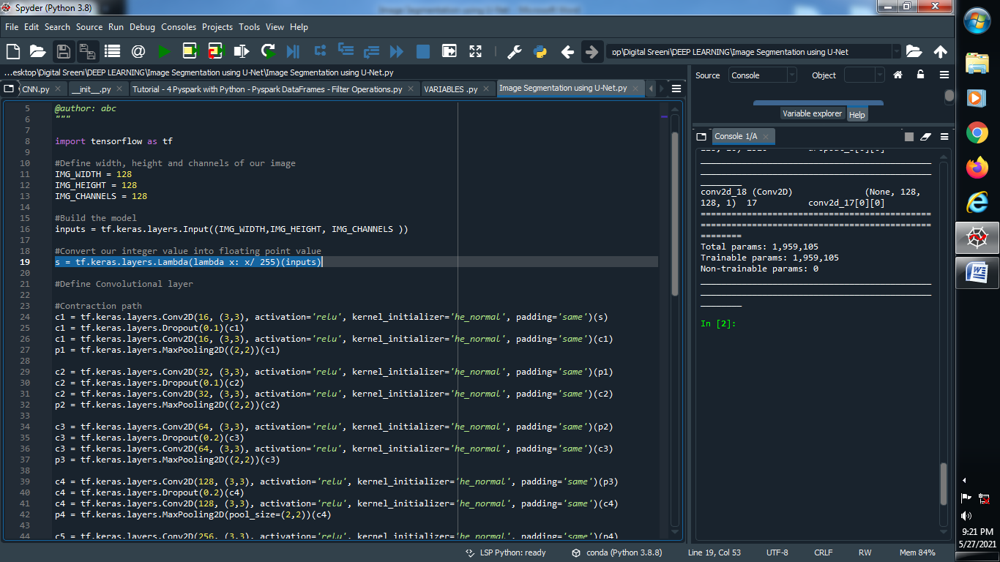 Spyder (Python 3.8)
File Edit Search Source Run Debug Consoles Projects Tools View Help
op\Digital Sreeni\DEEP LEARNING\Image Segmentation using U-Net
...esktop\Digital Sreeni\DEEP LEARNING\Image Segmentation using U-Net\Image Segmentation using U-Net.py
CNN.py __init__.py Tutorial - 4 Pyspark with Python - Pyspark DataFrames - Filter Operations.py VARIABLES .py Image Segmentation using U-Net.py
5 @author: abc
6 """
7
8 import tensorflow as tf
9
10 #Define width, height and channels of our image
11 IMG_WIDTH = 128
12 IMG_HEIGHT = 128
13 IMG_CHANNELS = 128
14
15 #Build the model
16 inputs = tf.keras.layers.Input((IMG_WIDTH,IMG_HEIGHT, IMG_CHANNELS ))
17
18 #Convert our integer value into floating point value
19 s = tf.keras.layers.Lambda(lambda x: x/ 255)(inputs)
20
21 #Define Convolutional layer
22
23 #Contraction path
24 c1 = tf.keras.layers.Conv2D(16, (3,3), activation='relu', kernel_initializer='he_normal', padding='same')(s)
25 c1 = tf.keras.layers.Dropout(0.1)(c1)
26 c1 = tf.keras.layers.Conv2D(16, (3,3), activation='relu', kernel_initializer='he_normal', padding='same')(c1)
27 p1 = tf.keras.layers.MaxPooling2D((2,2))(c1)
28
29 c2 = tf.keras.layers.Conv2D(32, (3,3), activation='relu', kernel_initializer='he_normal', padding='same')(p1)
30 c2 = tf.keras.layers.Dropout(0.1)(c2)
31 c2 = tf.keras.layers.Conv2D(32, (3,3), activation='relu', kernel_initializer='he_normal', padding='same')(c2)
32 p2 = tf.keras.layers.MaxPooling2D((2,2))(c2)
33
34 c3 = tf.keras.layers.Conv2D(64, (3,3), activation='relu', kernel_initializer='he_normal', padding='same')(p2)
35 c3 = tf.keras.layers.Dropout(0.2)(c3)
36 c3 = tf.keras.layers.Conv2D(64, (3,3), activation='relu', kernel_initializer='he_normal', padding='same')(c3)
37 p3 = tf.keras.layers.MaxPooling2D((2,2))(c3)
38
39 c4 = tf.keras.layers.Conv2D(128, (3,3), activation='relu', kernel_initializer='he_normal', padding='same')(p3)
40 c4 = tf.keras.layers.Dropout(0.2)(c4)
41 c4 = tf.keras.layers.Conv2D(128, (3,3), activation='relu', kernel_initializer='he_normal', padding='same')(c4)
42 p4 = tf.keras.layers.MaxPooling2D(pool_size=(2,2))(c4)
43
44 c5 = tf.keras.layers.Conv2D(256, (3,3), activation='relu', kernel_initializer='he_normal', padding='same')(p4)
Source Console Object
Variable explorer Help
Console 1/A
conv2d_18 (Conv2D) (None, 128,
128, 1) 17 conv2d_17[0][0]
=============================================
=============================================
========
Total params: 1,959,105
Trainable params: 1,959,105
Non-trainable params: 0
In [2]:
LSP Python: ready conda (Python 3.8.8) Line 19, Col 53 UTF-8 CRLF RW Mem 84%
9:21 PM
5/27/2021